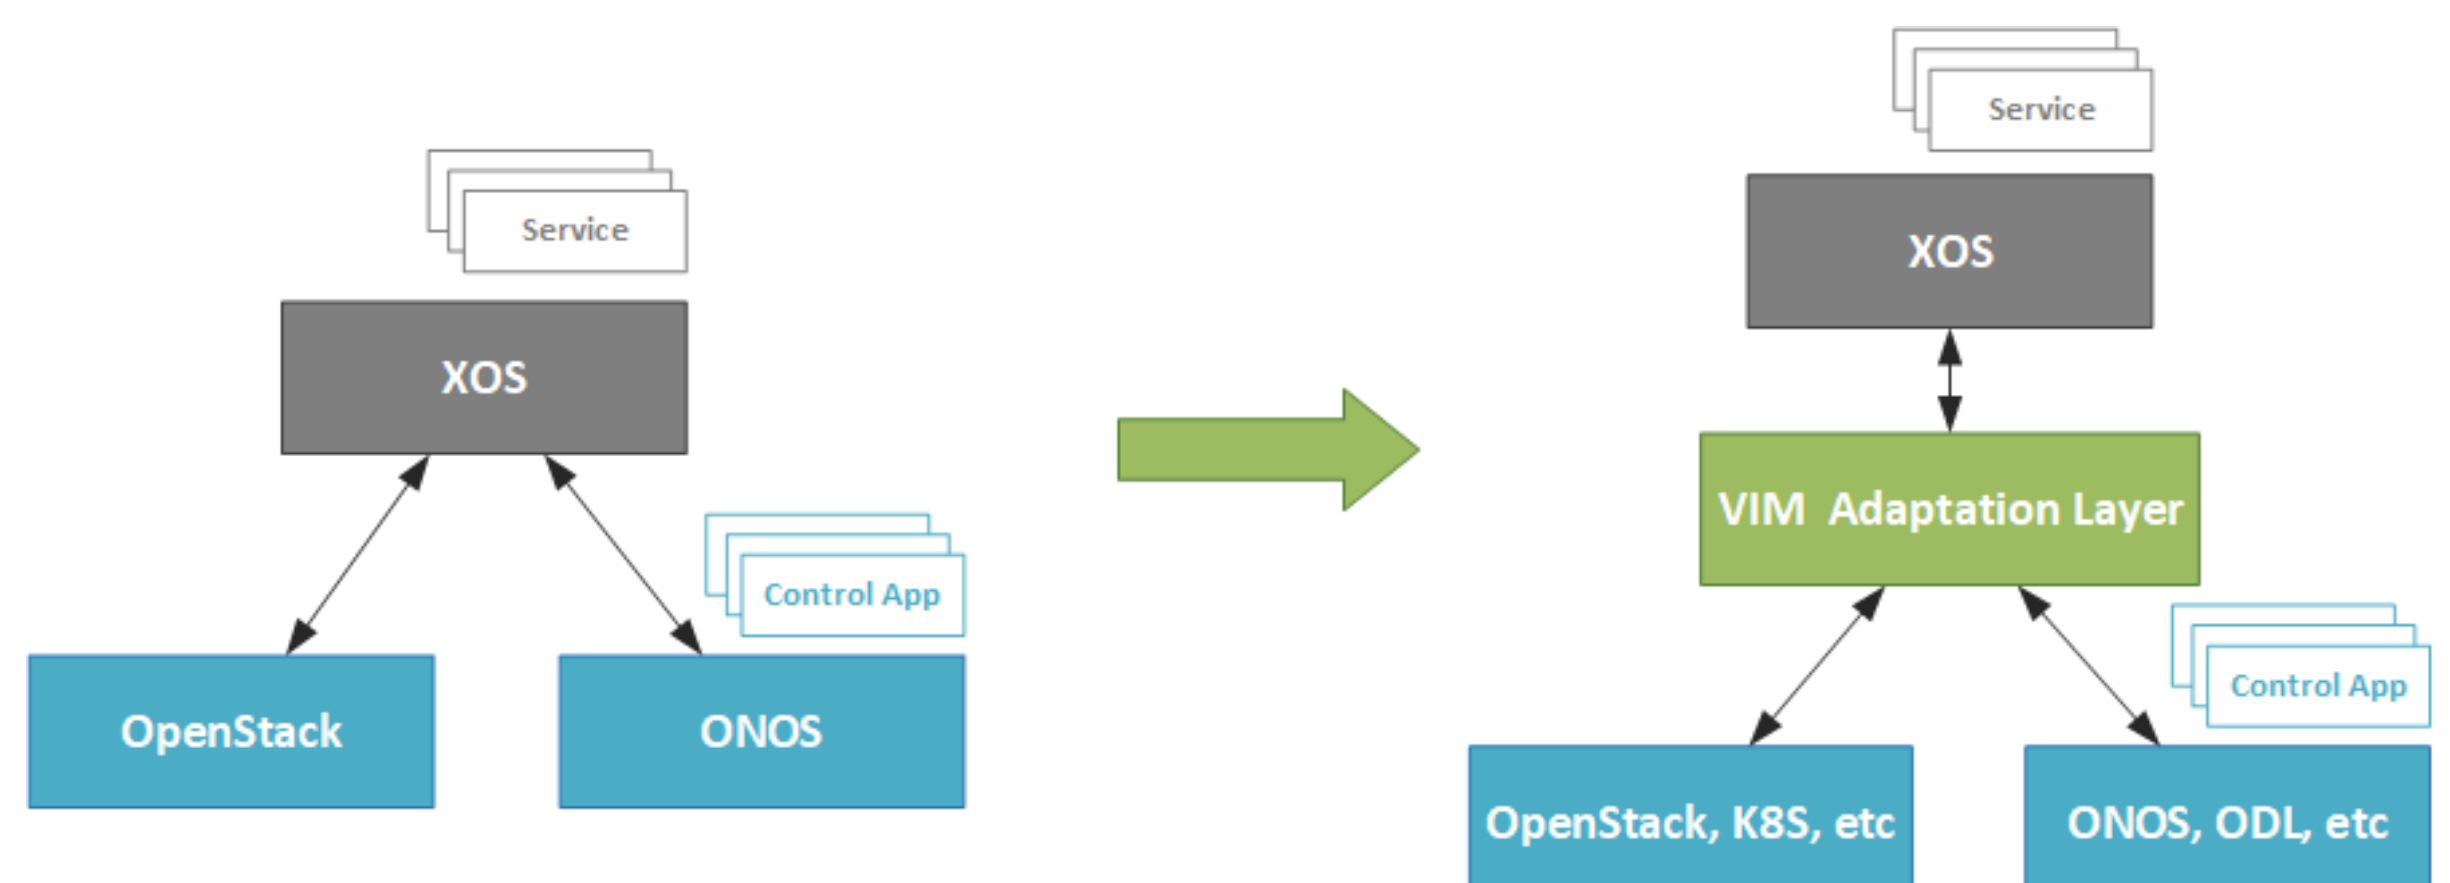 Service
XOS
Control App
OpenStack
ONOS
Service
XOS
VIM  Adaptation Layer
Control App
OpenStack, K8S, etc
ONOS, ODL, etc